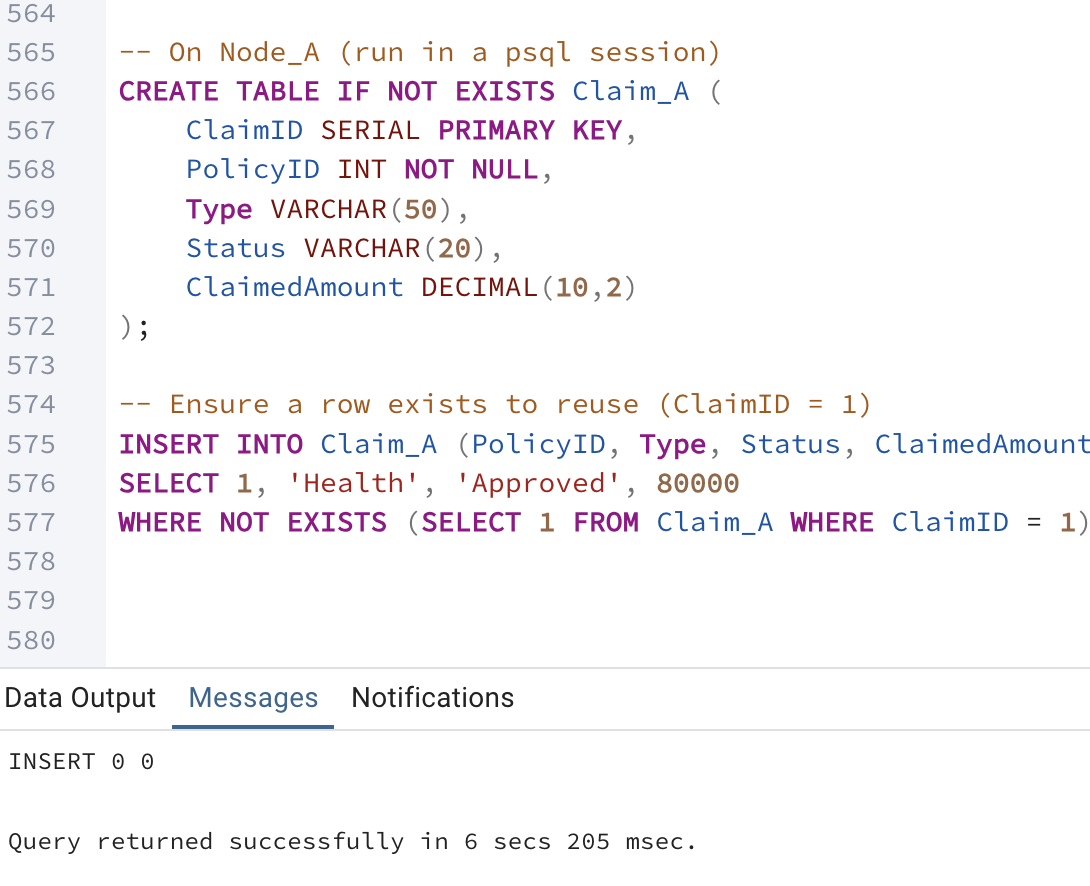 564
565 -- On Node_A (run in a psql session)
566 CREATE TABLE IF NOT EXISTS Claim_A (
567     ClaimID SERIAL PRIMARY KEY,
568     PolicyID INT NOT NULL,
569     Type VARCHAR(50),
570     Status VARCHAR(20),
571     ClaimedAmount DECIMAL(10,2)
572 );
573
574 -- Ensure a row exists to reuse (ClaimID = 1)
575 INSERT INTO Claim_A (PolicyID, Type, Status, ClaimedAmount
576 SELECT 1, 'Health', 'Approved', 80000
577 WHERE NOT EXISTS (SELECT 1 FROM Claim_A WHERE ClaimID = 1)
578
579
580
Data Output Messages Notifications
INSERT 0 0
Query returned successfully in 6 secs 205 msec.